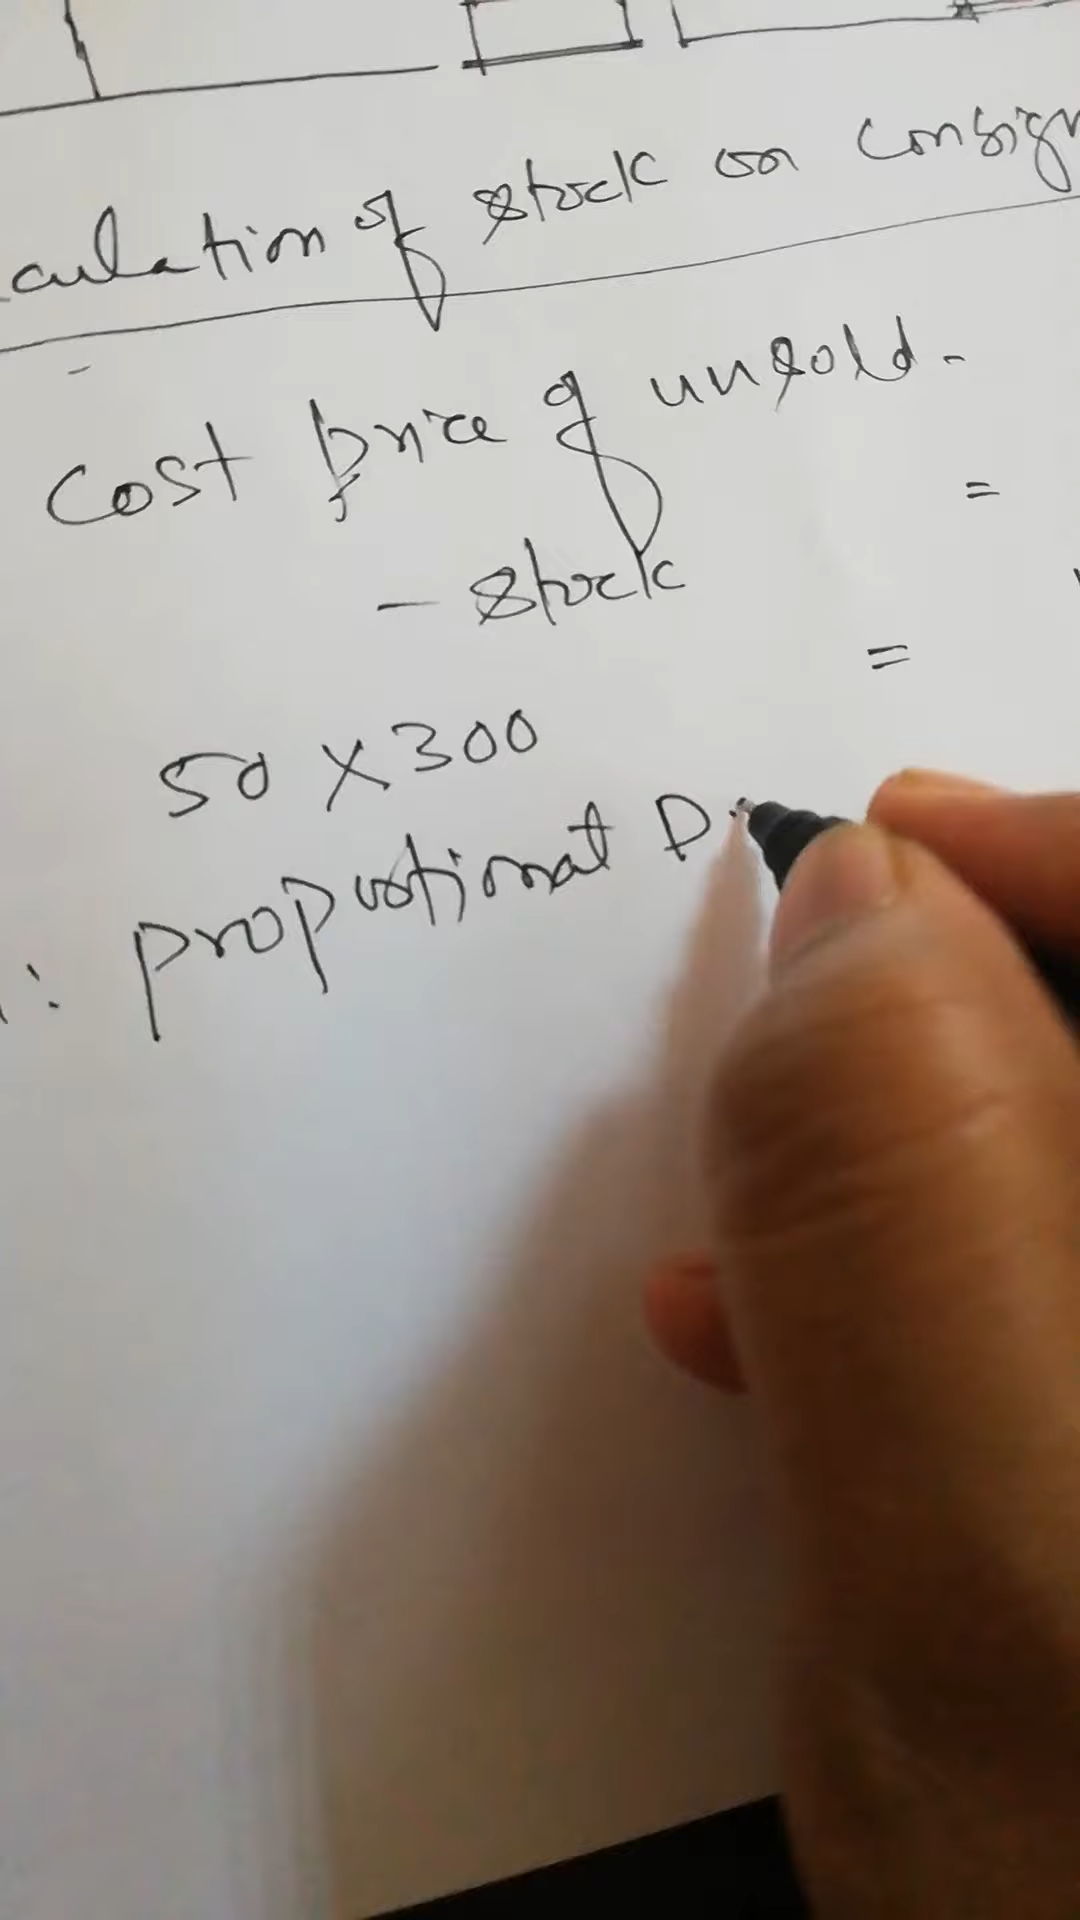 culation of stock on consign
Cost price of unsold -
=
- stock
=
50 × 300
: proportionat D.